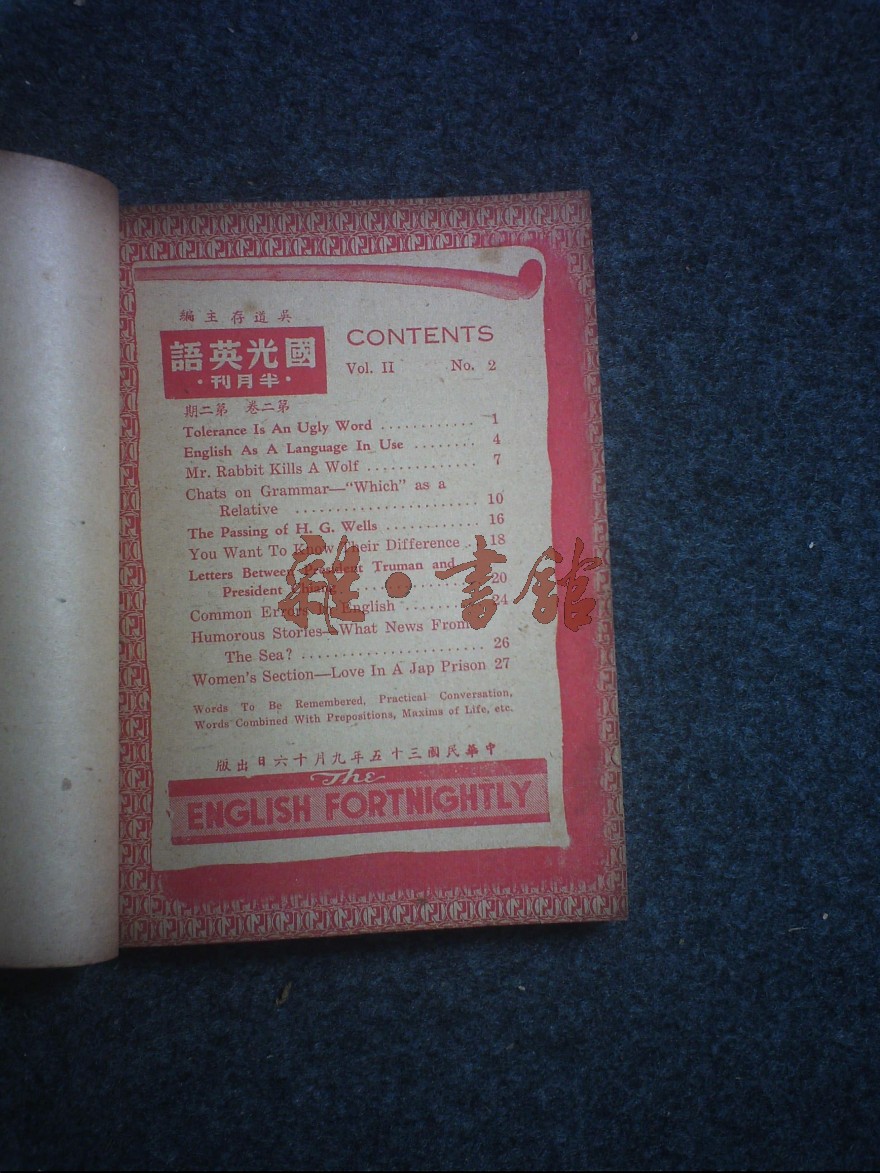 編主存道吳
語英光國
·刊月半·
期二第 卷二第
CONTENTS
Vol. II No. 2
Tolerance Is An Ugly Word ............ 1
English As A Language In Use ........ 4
Mr. Rabbit Kills A Wolf .............. 7
Chats on Grammar—"Which" as a
Relative ....................... 10
The Passing of H. G. Wells ............ 16
You Want To Know Their Difference .. 18
Letters Between President Truman and
President Chiang ................ 20
Common Errors In English .......... 24
Humorous Stories—What News From
The Sea? ....................... 26
Women's Section—Love In A Jap Prison 27
Words To Be Remembered, Practical Conversation,
Words Combined With Prepositions, Maxims of Life, etc.
版出日六十月九年五十三國民華中
The
ENGLISH FORTNIGHTLY
雜·書館